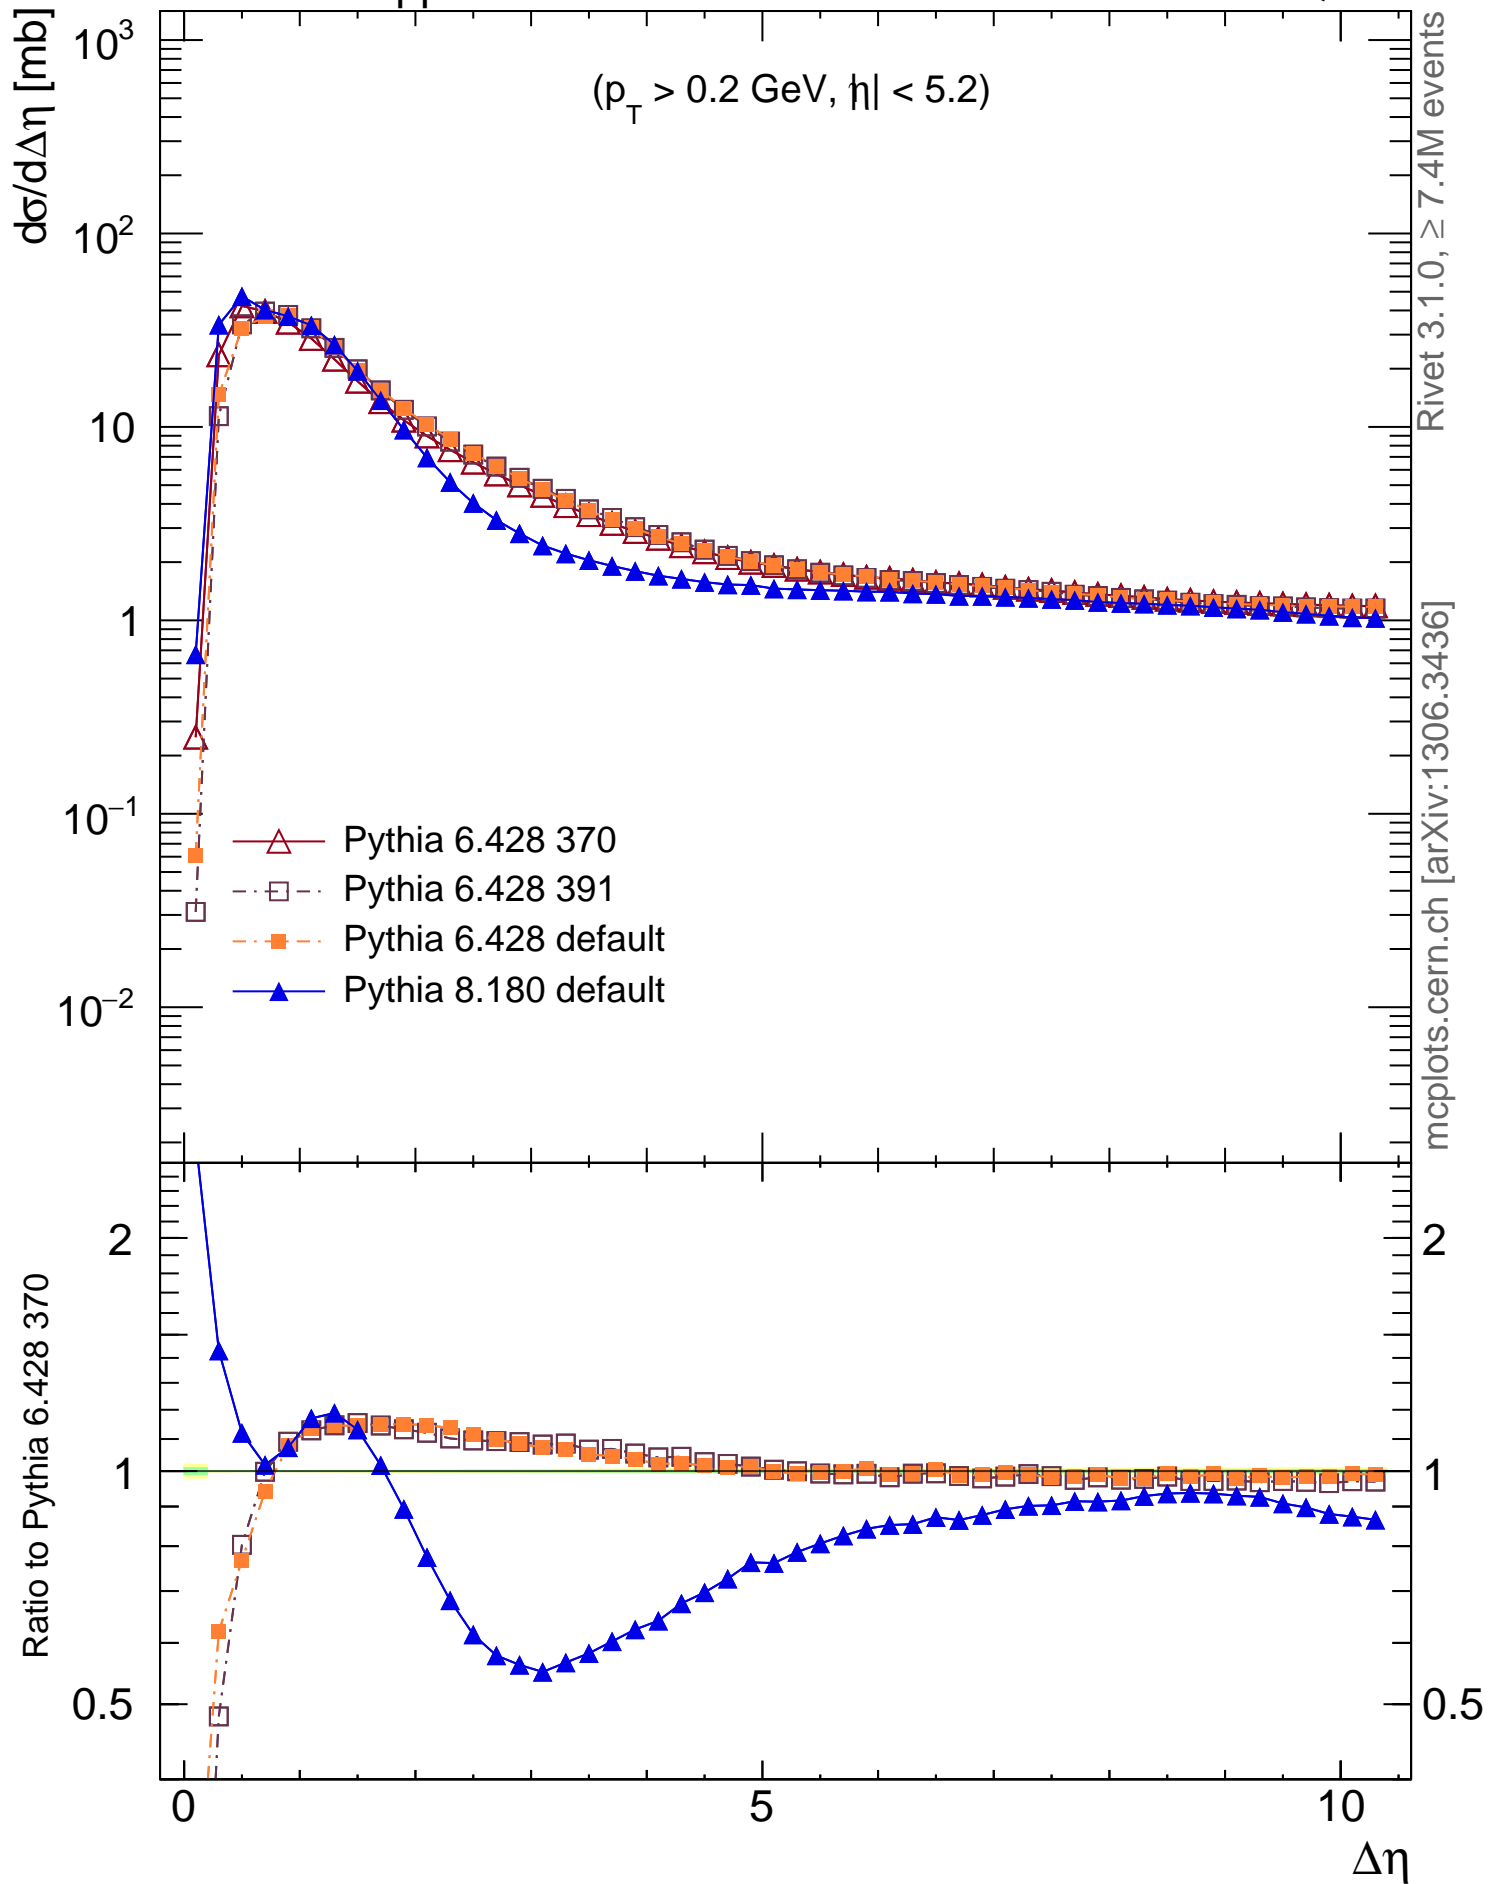 dσ/dΔη [mb]
(pT > 0.2 GeV, |η| < 5.2)
10³
10²
10
1
10⁻¹
10⁻²
Pythia 6.428 370
Pythia 6.428 391
Pythia 6.428 default
Pythia 8.180 default
Rivet 3.1.0, ≥ 7.4M events
mcplots.cern.ch [arXiv:1306.3436]
Ratio to Pythia 6.428 370
2
1
0.5
2
1
0.5
0
5
10
Δη